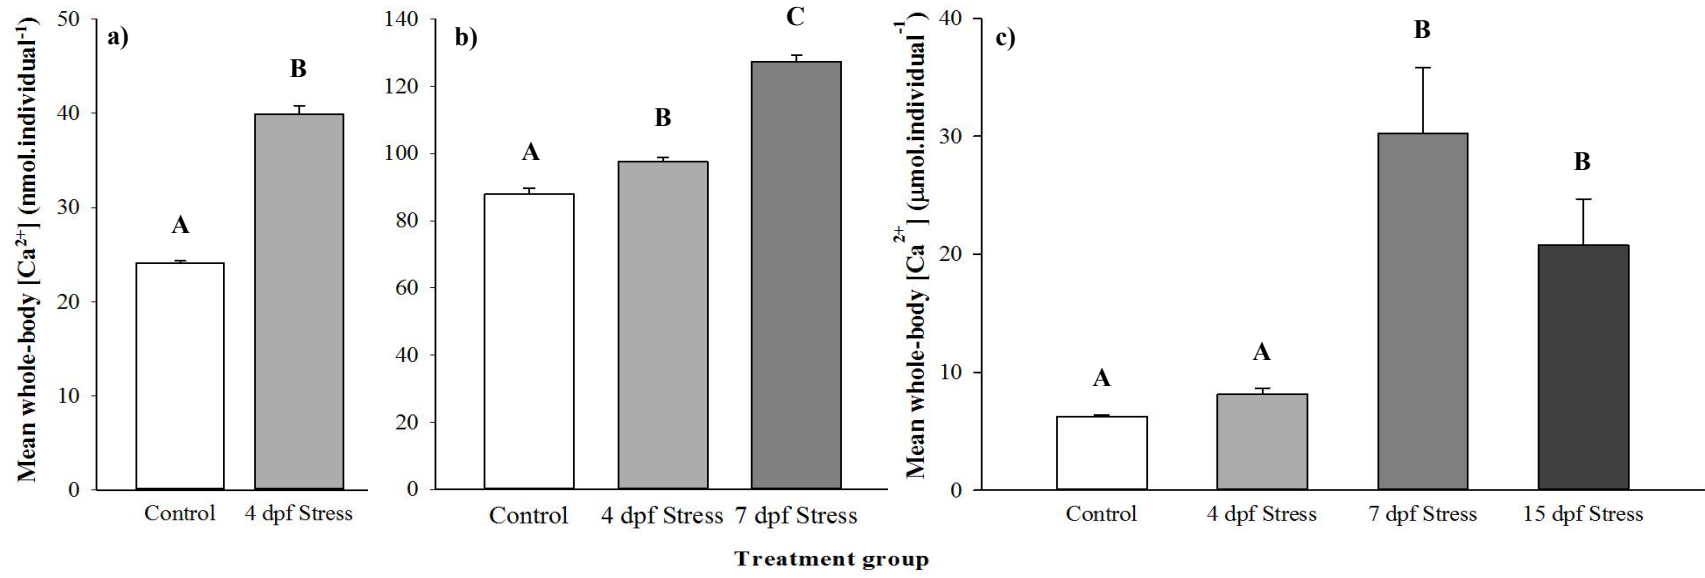 Mean whole-body [Ca²⁺] (nmol.individual⁻¹)
a)
50
40
30
20
10
0
A
B
Control
4 dpf Stress
b)
140
120
100
80
60
40
20
0
A
B
C
Control
4 dpf Stress
7 dpf Stress
Mean whole-body [Ca²⁺] (µmol.individual⁻¹)
c)
40
30
20
10
0
A
A
B
B
Control
4 dpf Stress
7 dpf Stress
15 dpf Stress
Treatment group